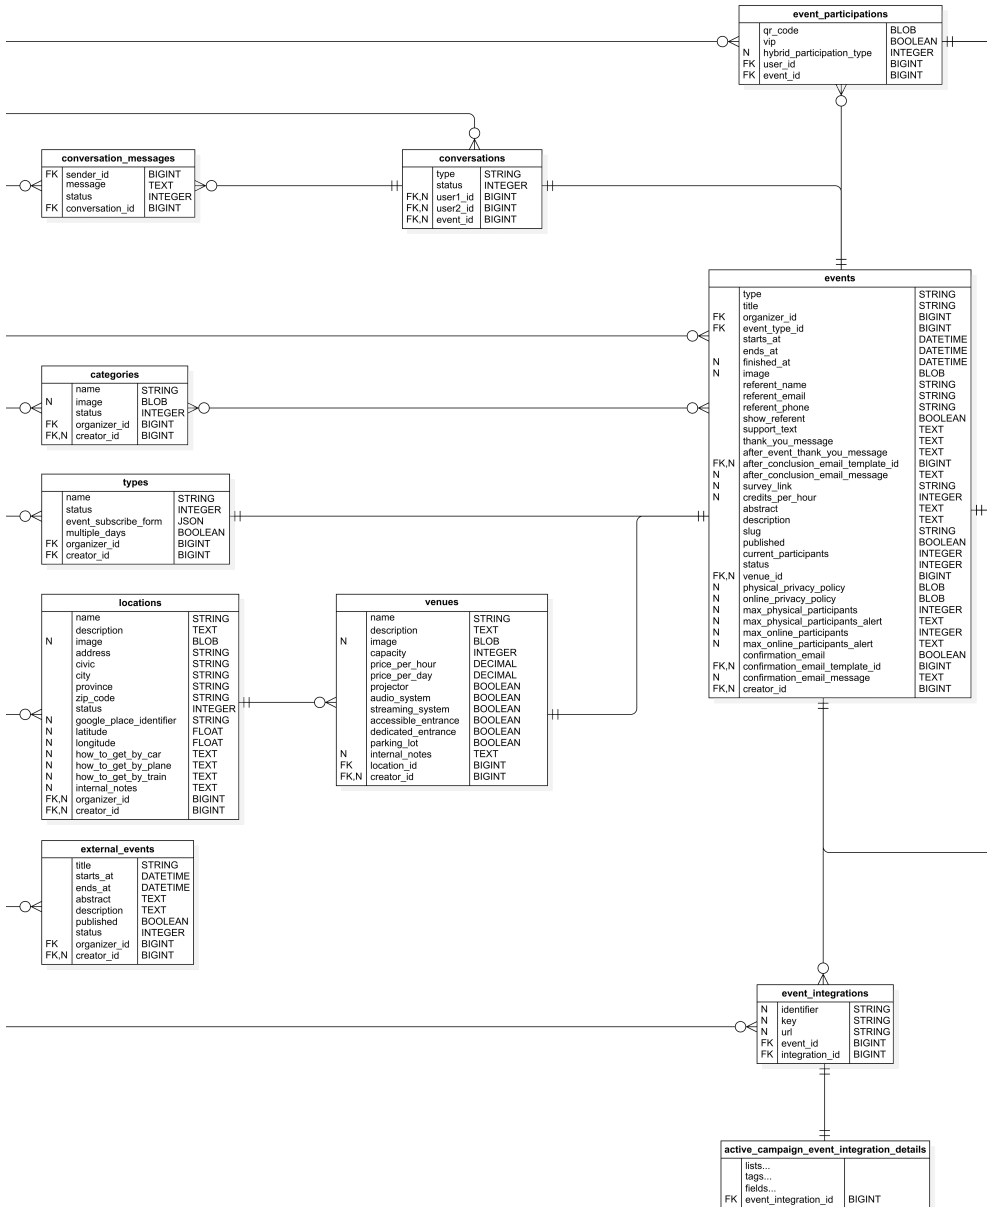 event_participations
qr_code BLOB
vip BOOLEAN
N hybrid_participation_type INTEGER
FK user_id BIGINT
FK event_id BIGINT
conversation_messages
FK sender_id BIGINT
message TEXT
status INTEGER
FK conversation_id BIGINT
conversations
type STRING
status INTEGER
FK,N user1_id BIGINT
FK,N user2_id BIGINT
FK,N event_id BIGINT
events
type STRING
title STRING
FK organizer_id BIGINT
FK event_type_id BIGINT
starts_at DATETIME
ends_at DATETIME
N finished_at DATETIME
N image BLOB
referent_name STRING
referent_email STRING
referent_phone STRING
show_referent BOOLEAN
support_text TEXT
thank_you_message TEXT
after_event_thank_you_message TEXT
FK,N after_conclusion_email_template_id BIGINT
N after_conclusion_email_message TEXT
N survey_link STRING
N credits_per_hour INTEGER
abstract TEXT
description TEXT
slug STRING
published BOOLEAN
current_participants INTEGER
status INTEGER
FK,N venue_id BIGINT
N physical_privacy_policy BLOB
N online_privacy_policy BLOB
N max_physical_participants INTEGER
N max_physical_participants_alert TEXT
N max_online_participants INTEGER
N max_online_participants_alert TEXT
confirmation_email BOOLEAN
FK,N confirmation_email_template_id BIGINT
N confirmation_email_message TEXT
FK,N creator_id BIGINT
categories
name STRING
N image BLOB
status INTEGER
FK organizer_id BIGINT
FK,N creator_id BIGINT
types
name STRING
status INTEGER
event_subscribe_form JSON
multiple_days BOOLEAN
FK organizer_id BIGINT
FK creator_id BIGINT
locations
name STRING
description TEXT
N image BLOB
address STRING
civic STRING
city STRING
province STRING
zip_code STRING
status INTEGER
N google_place_identifier STRING
N latitude FLOAT
N longitude FLOAT
N how_to_get_by_car TEXT
N how_to_get_by_plane TEXT
N how_to_get_by_train TEXT
N internal_notes TEXT
FK,N organizer_id BIGINT
FK,N creator_id BIGINT
venues
name STRING
description TEXT
N image BLOB
capacity INTEGER
price_per_hour DECIMAL
price_per_day DECIMAL
projector BOOLEAN
audio_system BOOLEAN
streaming_system BOOLEAN
accessible_entrance BOOLEAN
dedicated_entrance BOOLEAN
parking_lot BOOLEAN
N internal_notes TEXT
FK location_id BIGINT
FK,N creator_id BIGINT
external_events
title STRING
starts_at DATETIME
ends_at DATETIME
abstract TEXT
description TEXT
published BOOLEAN
status INTEGER
FK organizer_id BIGINT
FK,N creator_id BIGINT
event_integrations
N identifier STRING
N key STRING
N url STRING
FK event_id BIGINT
FK integration_id BIGINT
active_campaign_event_integration_details
lists...
tags...
fields...
FK event_integration_id BIGINT